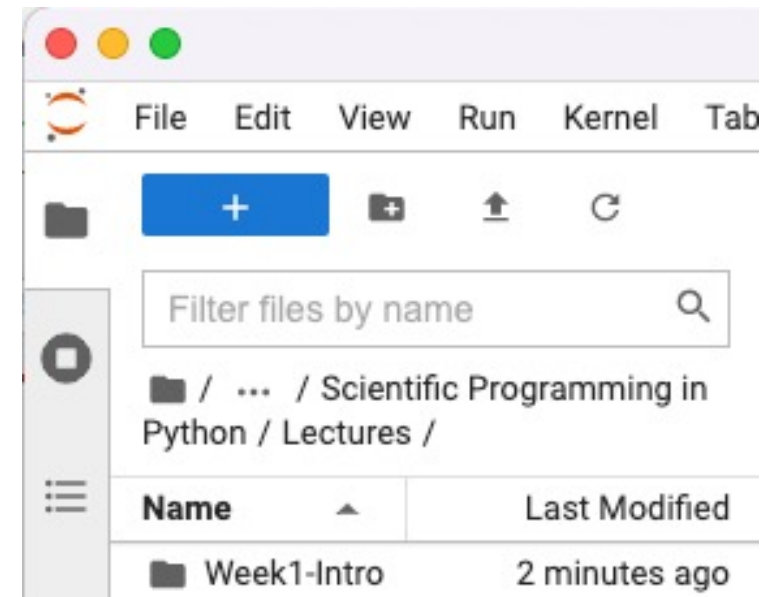 File Edit View Run Kernel Tab
+
Filter files by name
/ ... / Scientific Programming in
Python / Lectures /
Name Last Modified
Week1-Intro 2 minutes ago